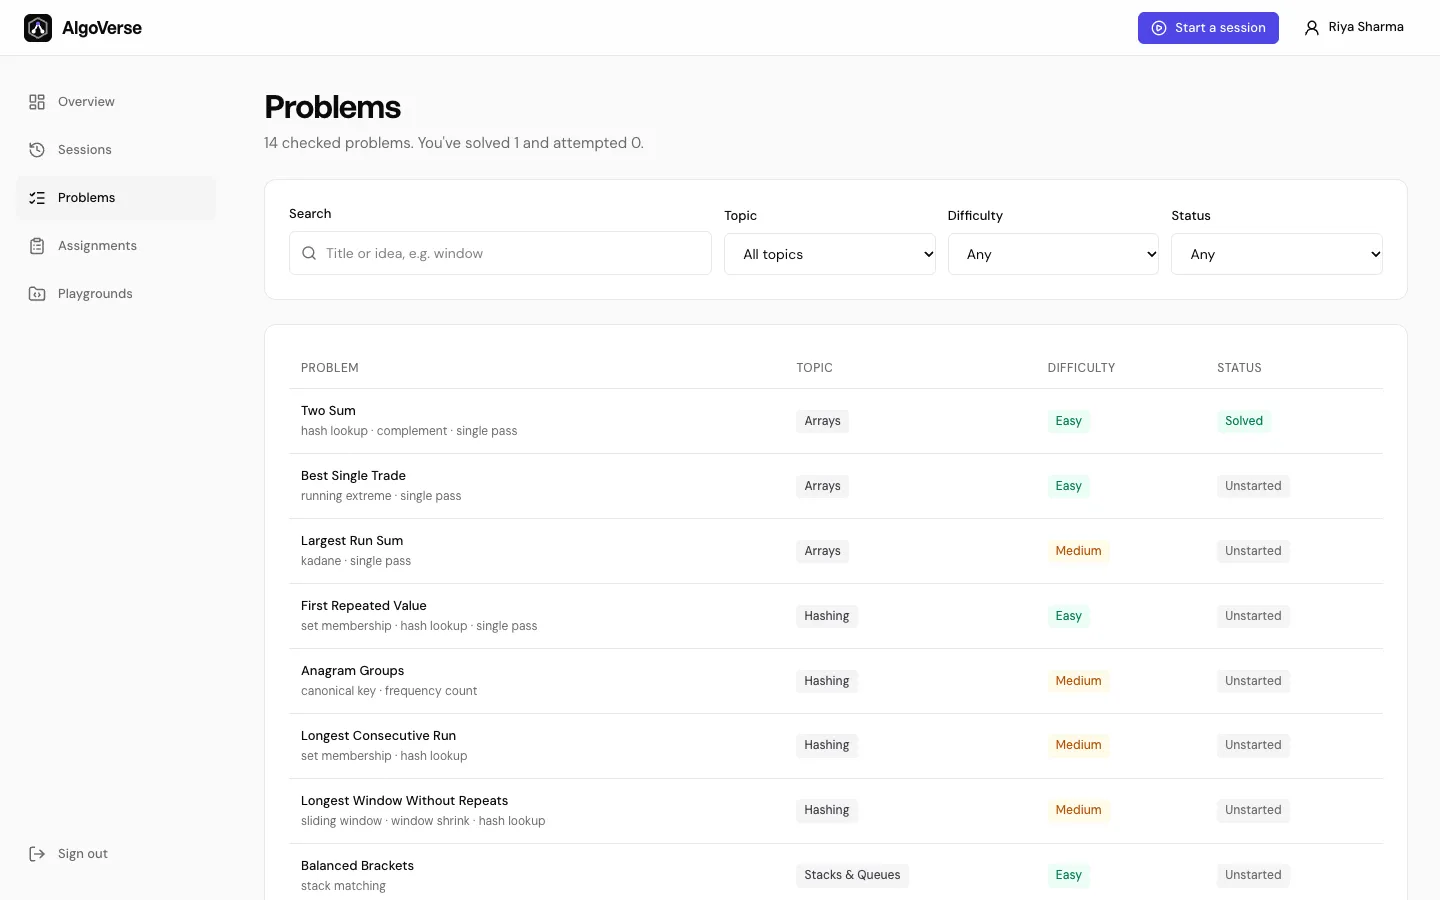 AlgoVerse
Start a session
Riya Sharma
Overview
Sessions
Problems
Assignments
Playgrounds
Sign out
Problems
14 checked problems. You've solved 1 and attempted 0.
Search
Title or idea, e.g. window
Topic
All topics
Difficulty
Any
Status
Any
PROBLEM TOPIC DIFFICULTY STATUS
Two Sum
hash lookup · complement · single pass
Arrays Easy Solved
Best Single Trade
running extreme · single pass
Arrays Easy Unstarted
Largest Run Sum
kadane · single pass
Arrays Medium Unstarted
First Repeated Value
set membership · hash lookup · single pass
Hashing Easy Unstarted
Anagram Groups
canonical key · frequency count
Hashing Medium Unstarted
Longest Consecutive Run
set membership · hash lookup
Hashing Medium Unstarted
Longest Window Without Repeats
sliding window · window shrink · hash lookup
Hashing Medium Unstarted
Balanced Brackets
stack matching
Stacks & Queues Easy Unstarted